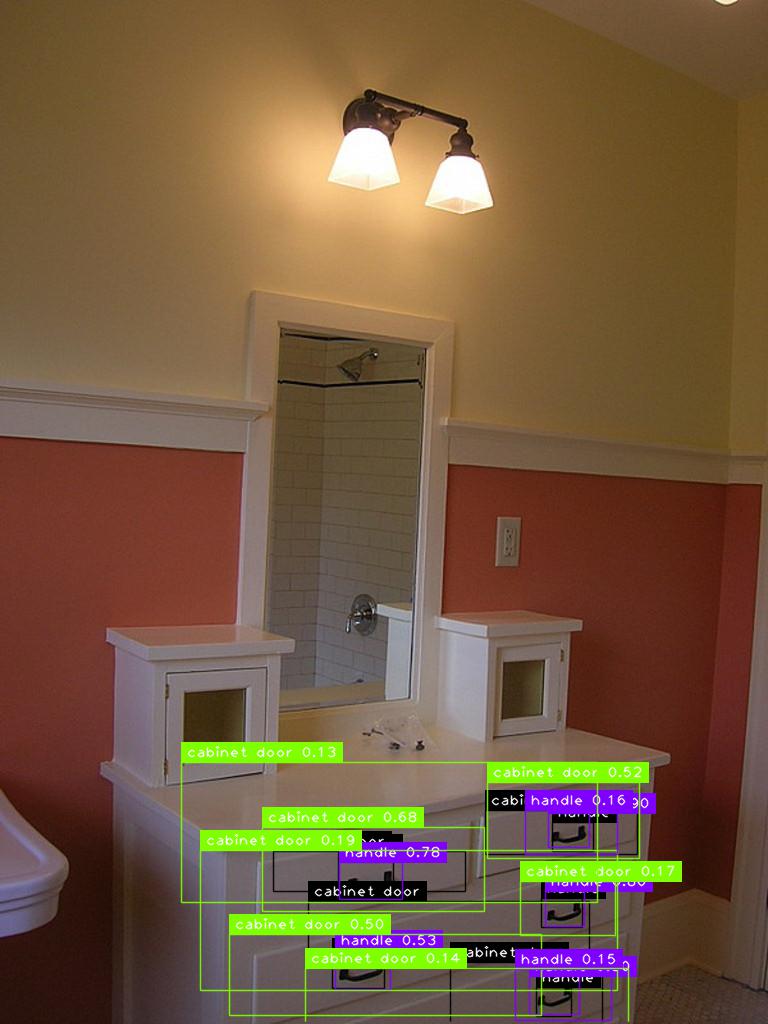 cabinet door 0.13
cabinet door 0.52
handle 0.16
cabinet door 0.68
cabinet door 0.19
handle 0.78
cabinet door 0.17
cabinet door
cabinet door 0.50
handle 0.53
cabinet door 0.14
handle 0.15